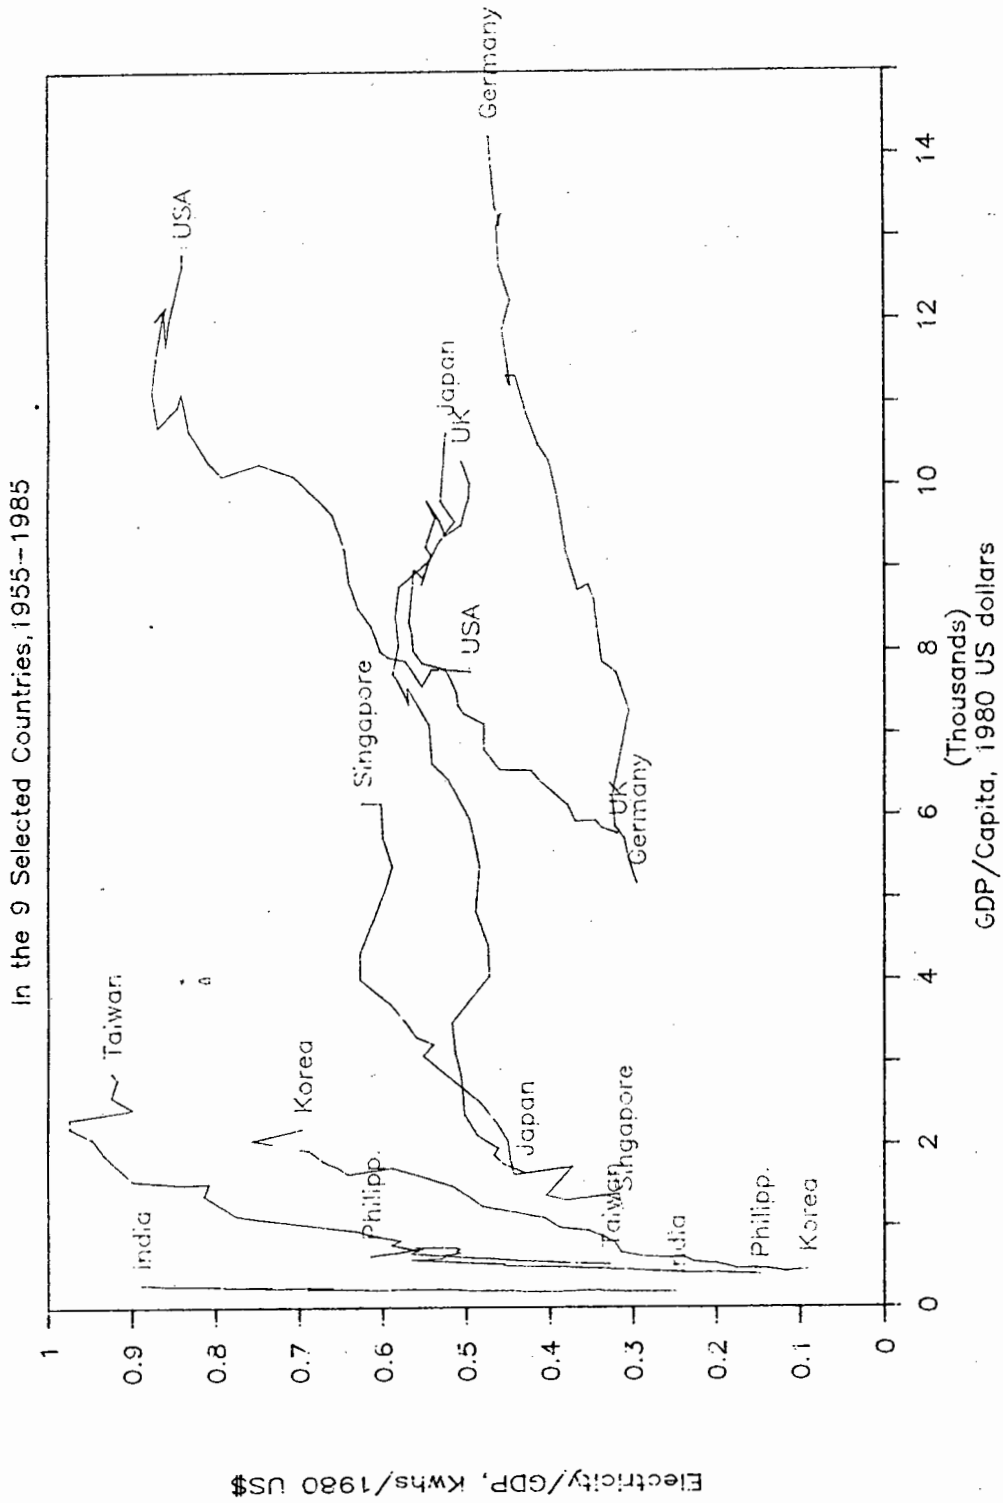 In the 9 Selected Countries, 1955-1985
Electricity/GDP, Kwhs/1980 US$
1
0.9
0.8
0.7
0.6
0.5
0.4
0.3
0.2
0.1
0
0
2
4
6
8
10
12
14
(Thousands)
GDP/Capita, 1980 US dollars
India
Taiwan
Korea
Philipp.
Singapore
USA
Japan
UK
Germany
USA
UK
Germany
Japan
Singapore
Taiwan
India
Philipp.
Korea